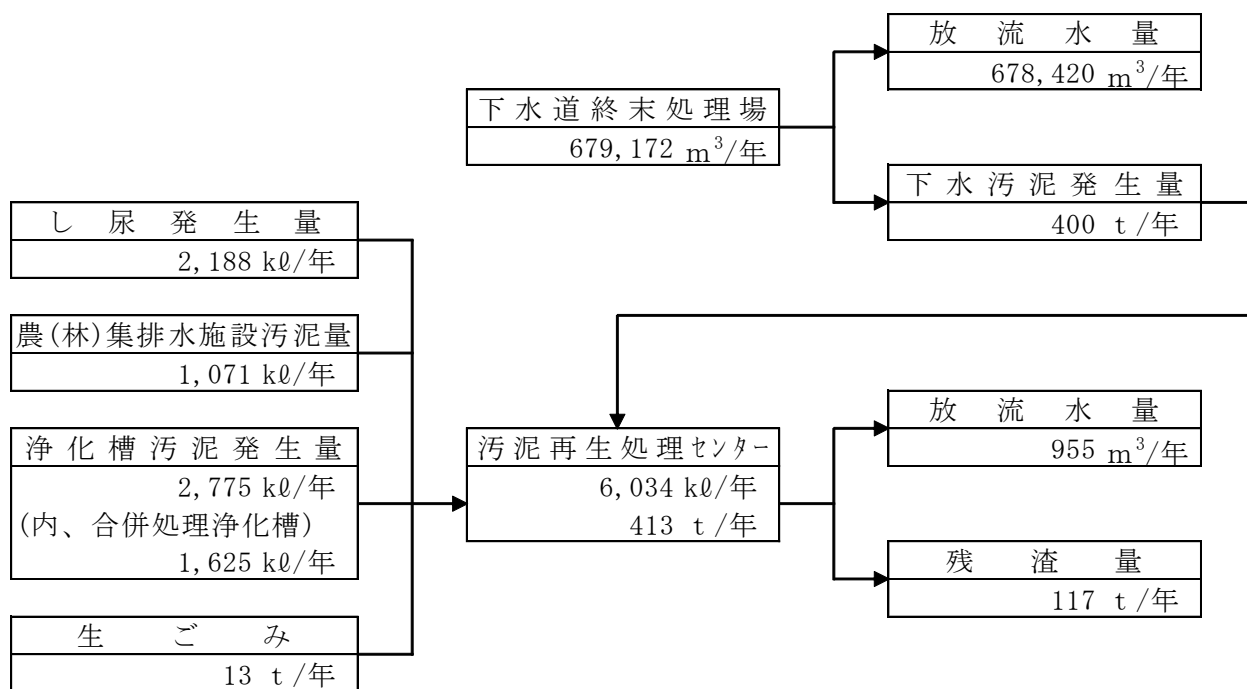 放流水量
678,420 m³/年
下水道終末処理場
679,172 m³/年
下水汚泥発生量
400 t/年
し尿発生量
2,188 kℓ/年
農(林)集排水施設汚泥量
1,071 kℓ/年
放流水量
955 m³/年
浄化槽汚泥発生量
2,775 kℓ/年
(内、合併処理浄化槽)
1,625 kℓ/年
汚泥再生処理センター
6,034 kℓ/年
413 t/年
残渣量
117 t/年
生ごみ
13 t/年